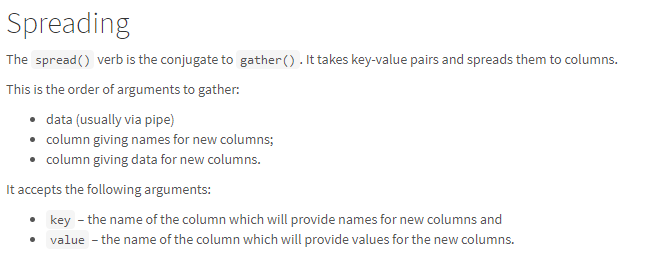 Spreading
The spread() verb is the conjugate to gather(). It takes key-value pairs and spreads them to columns.
This is the order of arguments to gather:
• data (usually via pipe)
• column giving names for new columns;
• column giving data for new columns.
It accepts the following arguments:
• key – the name of the column which will provide names for new columns and
• value – the name of the column which will provide values for the new columns.